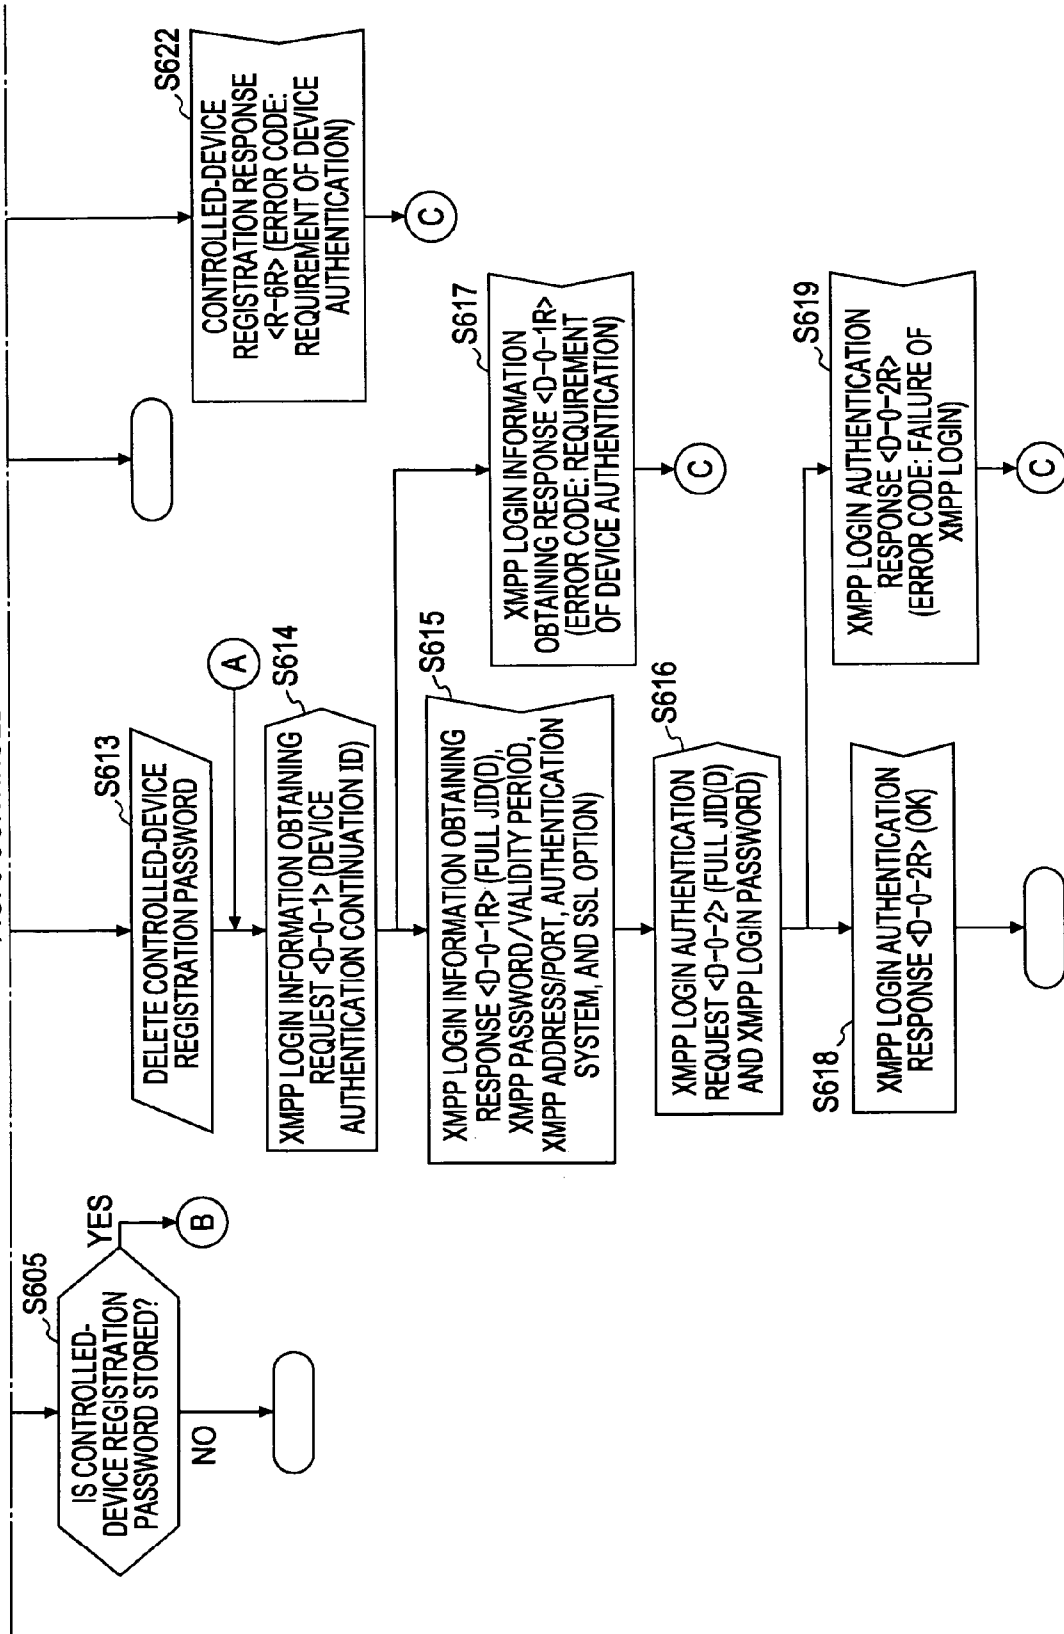 S605
IS CONTROLLED-
DEVICE REGISTRATION
PASSWORD STORED?
YES
B
NO
S613
DELETE CONTROLLED-DEVICE
REGISTRATION PASSWORD
A
S614
XMPP LOGIN INFORMATION OBTAINING
REQUEST <D-0-1> (DEVICE
AUTHENTICATION CONTINUATION ID)
S615
XMPP LOGIN INFORMATION OBTAINING
RESPONSE <D-0-1R> (FULL JID(D),
XMPP PASSWORD/VALIDITY PERIOD,
XMPP ADDRESS/PORT, AUTHENTICATION
SYSTEM, AND SSL OPTION)
S616
XMPP LOGIN AUTHENTICATION
REQUEST <D-0-2> (FULL JID(D)
AND XMPP LOGIN PASSWORD)
S618
XMPP LOGIN AUTHENTICATION
RESPONSE <D-0-2R> (OK)
S622
CONTROLLED-DEVICE
REGISTRATION RESPONSE
<R-6R> (ERROR CODE:
REQUIREMENT OF DEVICE
AUTHENTICATION)
C
S617
XMPP LOGIN INFORMATION
OBTAINING RESPONSE <D-0-1R>
(ERROR CODE: REQUIREMENT
OF DEVICE AUTHENTICATION)
C
S619
XMPP LOGIN AUTHENTICATION
RESPONSE <D-0-2R>
(ERROR CODE: FAILURE OF
XMPP LOGIN)
C